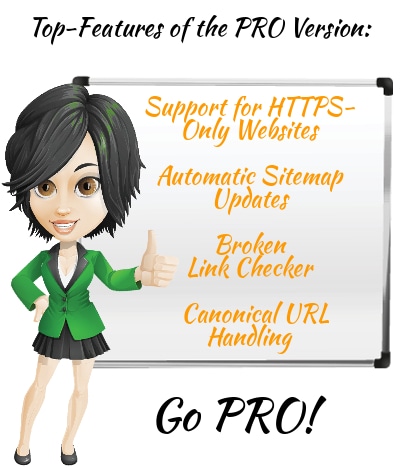 Top-Features of the PRO Version:
Support for HTTPS-
Only Websites
Automatic Sitemap
Updates
Broken
Link Checker
Canonical URL
Handling
Go PRO!